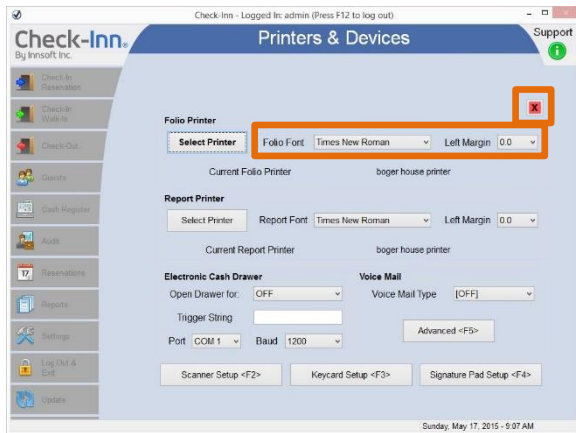 Check-Inn - Logged In: admin (Press F12 to log out)
Check-Inn®
By Innsoft Inc.
Printers & Devices
Support
Check-In Reservation
Check-In Walk-In
Check-Out
Guests
Cash Register
Audit
17 Reservations
Reports
Settings
Log Out & Exit
Update
X
Folio Printer
Select Printer Folio Font Times New Roman Left Margin 0.0
Current Folio Printer boger house printer
Report Printer
Select Printer Report Font Times New Roman Left Margin 0.0
Current Report Printer boger house printer
Electronic Cash Drawer Voice Mail
Open Drawer for: OFF Voice Mail Type [OFF]
Trigger String
Port COM 1 Baud 1200 Advanced <F5>
Scanner Setup <F2> Keycard Setup <F3> Signature Pad Setup <F4>
Sunday, May 17, 2015 - 9:07 AM